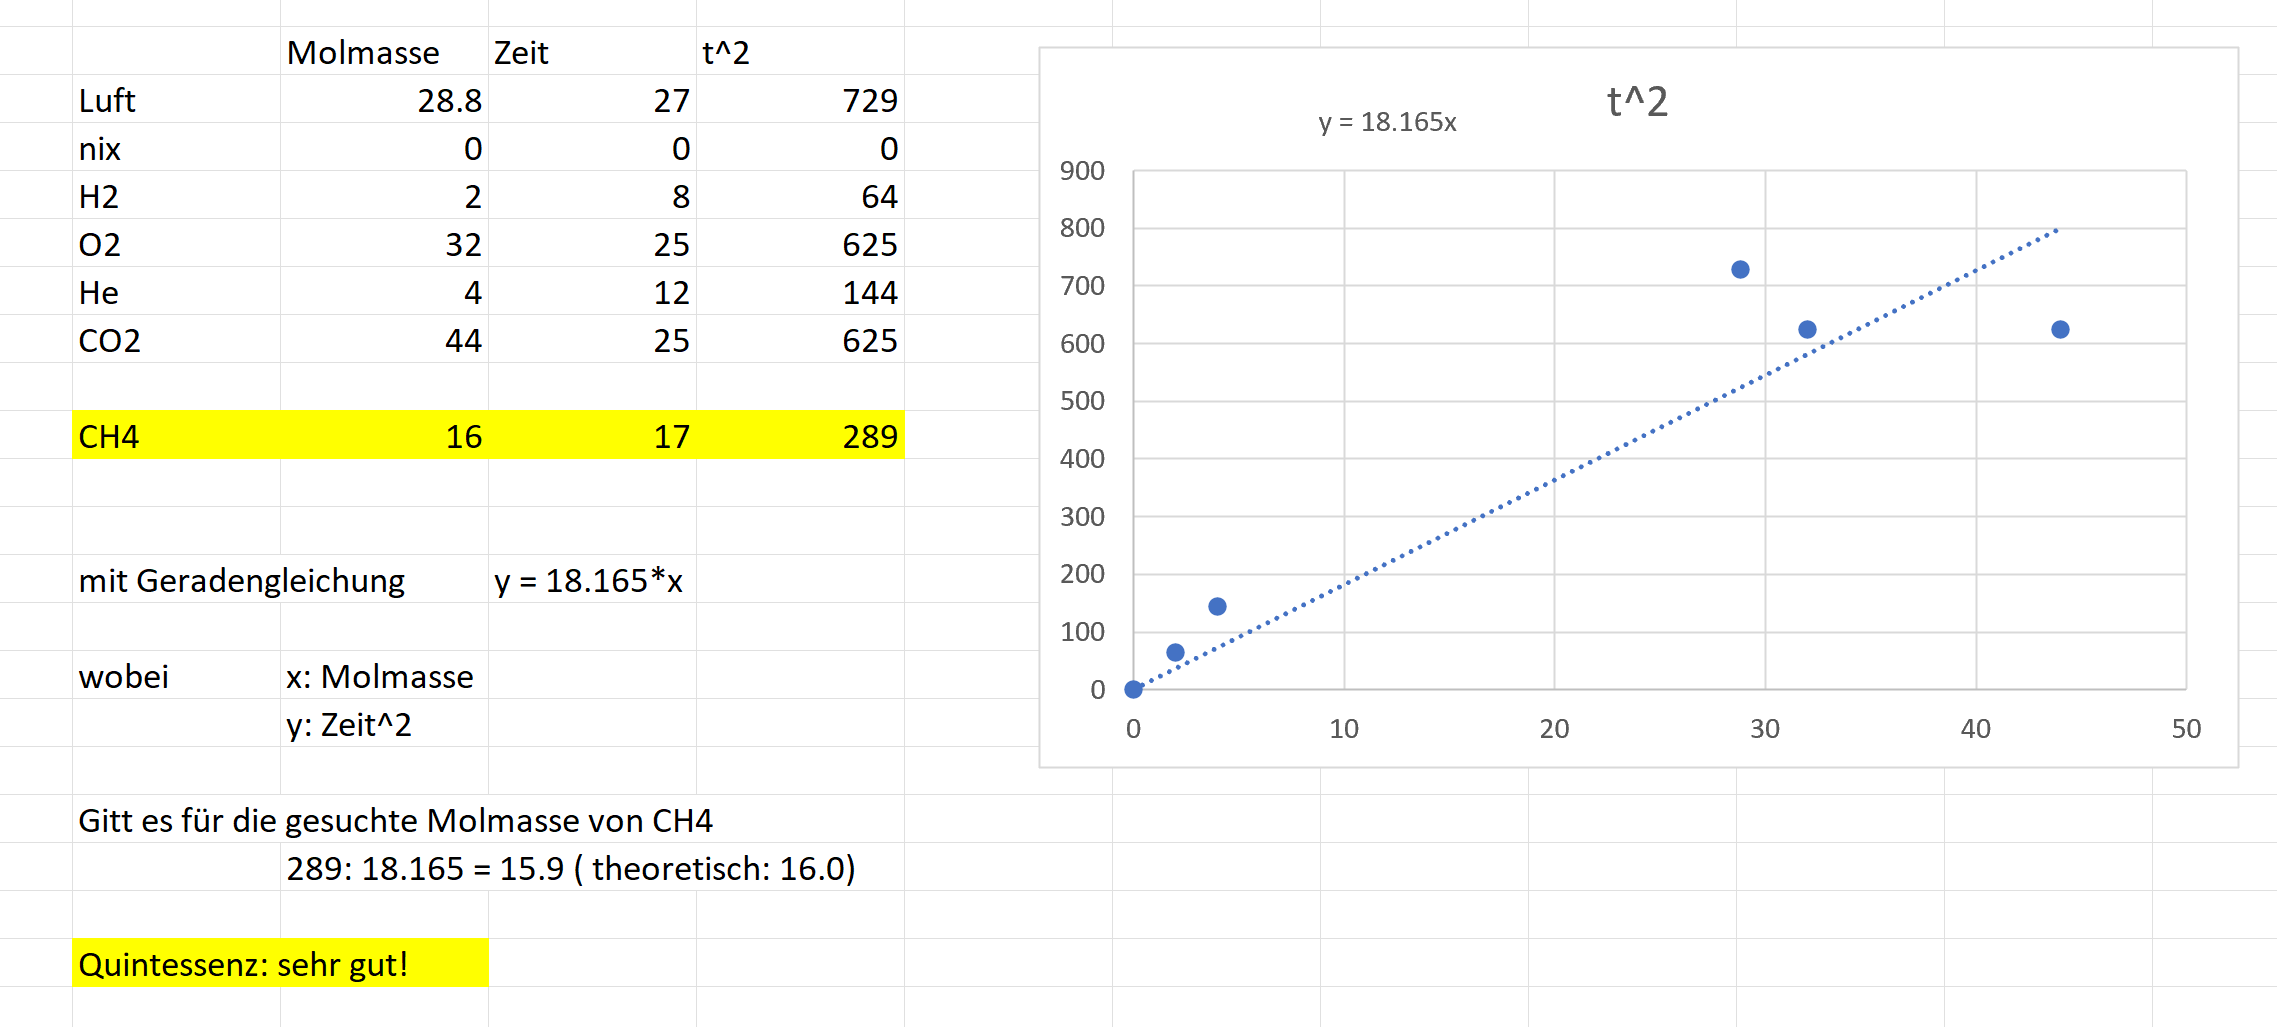 Molmasse Zeit t^2
Luft 28.8 27 729
nix 0 0 0
H2 2 8 64
O2 32 25 625
He 4 12 144
CO2 44 25 625
CH4 16 17 289
mit Geradengleichung y = 18.165*x
wobei x: Molmasse
y: Zeit^2
Gitt es für die gesuchte Molmasse von CH4
289: 18.165 = 15.9 ( theoretisch: 16.0)
Quintessenz: sehr gut!
t^2
y = 18.165x
900
800
700
600
500
400
300
200
100
0
0 10 20 30 40 50